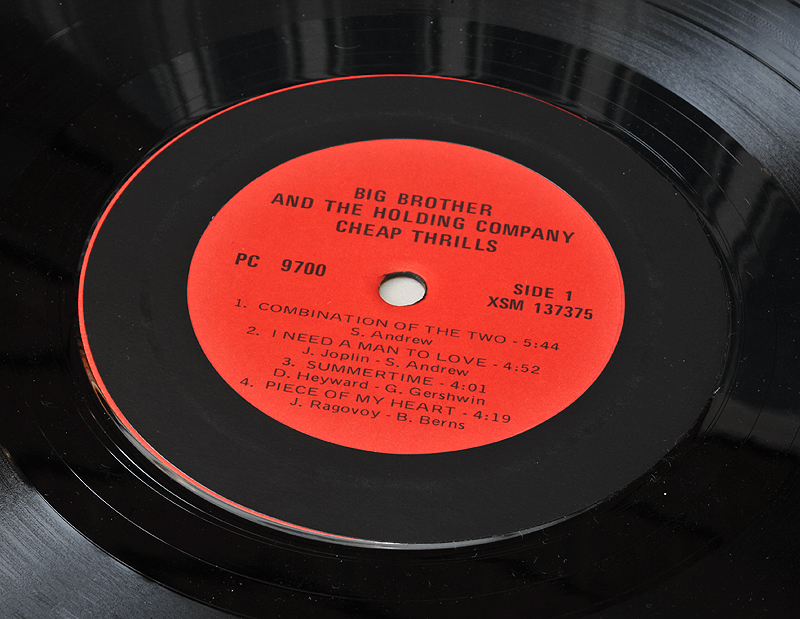 BIG BROTHER
AND THE HOLDING COMPANY
CHEAP THRILLS
PC 9700
SIDE 1
XSM 137375
1. COMBINATION OF THE TWO - 5:44
S. Andrew
2. I NEED A MAN TO LOVE - 4:52
J. Joplin - S. Andrew
3. SUMMERTIME - 4:01
D. Heyward - G. Gershwin
4. PIECE OF MY HEART - 4:19
J. Ragovoy - B. Berns